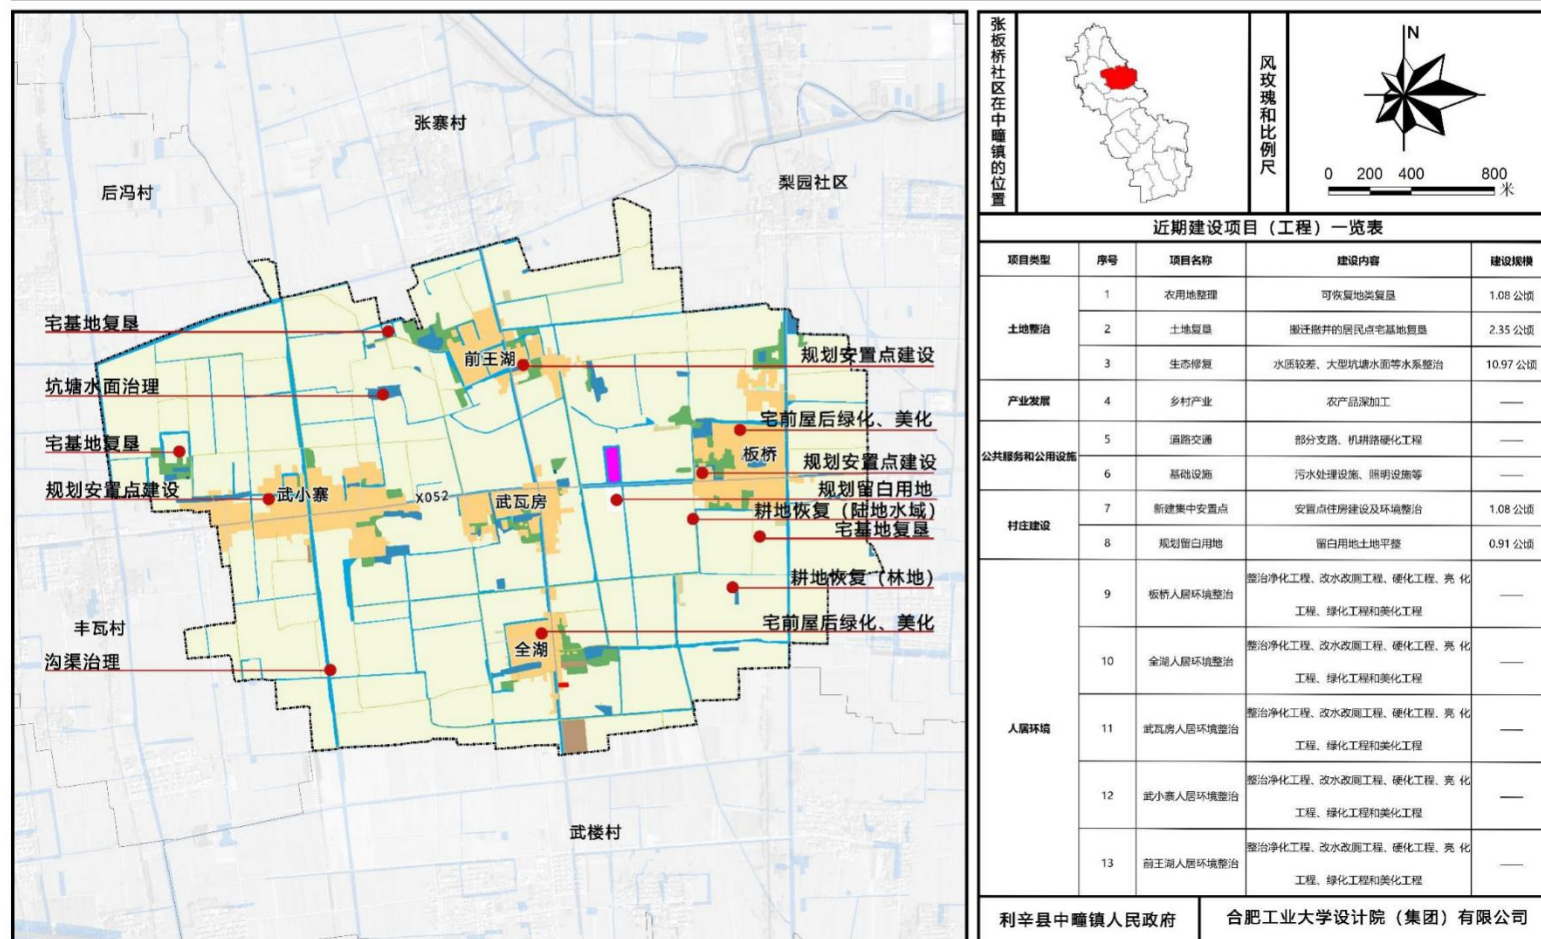 张寨村
后冯村
梨园社区
宅基地复垦
前王湖
规划安置点建设
坑塘水面治理
宅前屋后绿化、美化
宅基地复垦
板桥
规划安置点建设
规划安置点建设
武小寨
X052
武瓦房
规划留白用地
耕地恢复（陆地水域）
宅基地复垦
耕地恢复（林地）
丰瓦村
宅前屋后绿化、美化
全湖
沟渠治理
武楼村
张板桥社区在中疃镇的位置
风玫瑰和比例尺
N
0 200 400 800
米
近期建设项目（工程）一览表
项目类型 序号 项目名称 建设内容 建设规模
土地整治
1 农用地整理 可恢复地类复垦 1.08 公顷
2 土地复垦 搬迁撤并的居民点宅基地复垦 2.35 公顷
3 生态修复 水质较差、大型坑塘水面等水系整治 10.97 公顷
产业发展
4 乡村产业 农产品深加工 ——
公共服务和公用设施
5 道路交通 部分支路、机耕路硬化工程 ——
6 基础设施 污水处理设施、照明设施等 ——
村庄建设
7 新建集中安置点 安置点住房建设及环境整治 1.08 公顷
8 规划留白用地 留白用地土地平整 0.91 公顷
人居环境
9 板桥人居环境整治 整治净化工程、改水改厕工程、硬化工程、亮 化
工程、绿化工程和美化工程 ——
10 全湖人居环境整治 整治净化工程、改水改厕工程、硬化工程、亮 化
工程、绿化工程和美化工程 ——
11 武瓦房人居环境整治 整治净化工程、改水改厕工程、硬化工程、亮 化
工程、绿化工程和美化工程 ——
12 武小寨人居环境整治 整治净化工程、改水改厕工程、硬化工程、亮 化
工程、绿化工程和美化工程 ——
13 前王湖人居环境整治 整治净化工程、改水改厕工程、硬化工程、亮 化
工程、绿化工程和美化工程 ——
利辛县中疃镇人民政府
合肥工业大学设计院（集团）有限公司